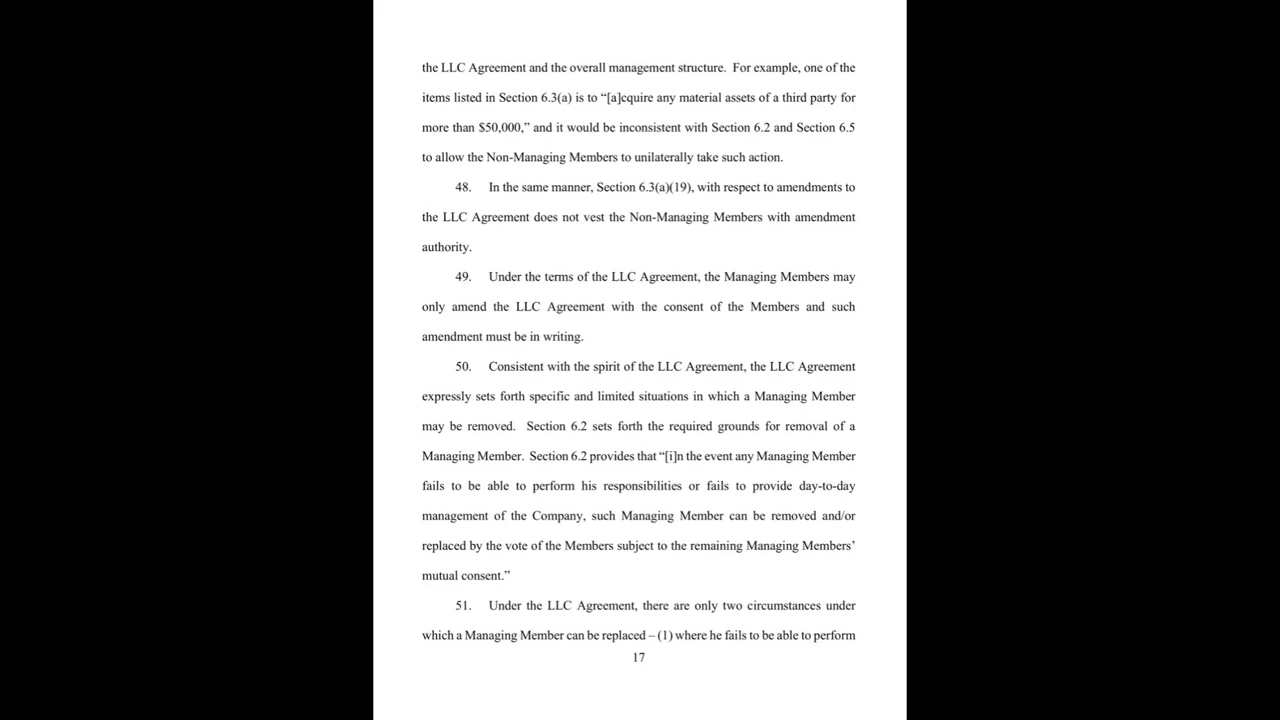 the LLC Agreement and the overall management structure. For example, one of the
items listed in Section 6.3(a) is to “[a]cquire any material assets of a third party for
more than $50,000,” and it would be inconsistent with Section 6.2 and Section 6.5
to allow the Non-Managing Members to unilaterally take such action.
48. In the same manner, Section 6.3(a)(19), with respect to amendments to
the LLC Agreement does not vest the Non-Managing Members with amendment
authority.
49. Under the terms of the LLC Agreement, the Managing Members may
only amend the LLC Agreement with the consent of the Members and such
amendment must be in writing.
50. Consistent with the spirit of the LLC Agreement, the LLC Agreement
expressly sets forth specific and limited situations in which a Managing Member
may be removed. Section 6.2 sets forth the required grounds for removal of a
Managing Member. Section 6.2 provides that “[i]n the event any Managing Member
fails to be able to perform his responsibilities or fails to provide day-to-day
management of the Company, such Managing Member can be removed and/or
replaced by the vote of the Members subject to the remaining Managing Members’
mutual consent.”
51. Under the LLC Agreement, there are only two circumstances under
which a Managing Member can be replaced – (1) where he fails to be able to perform
17